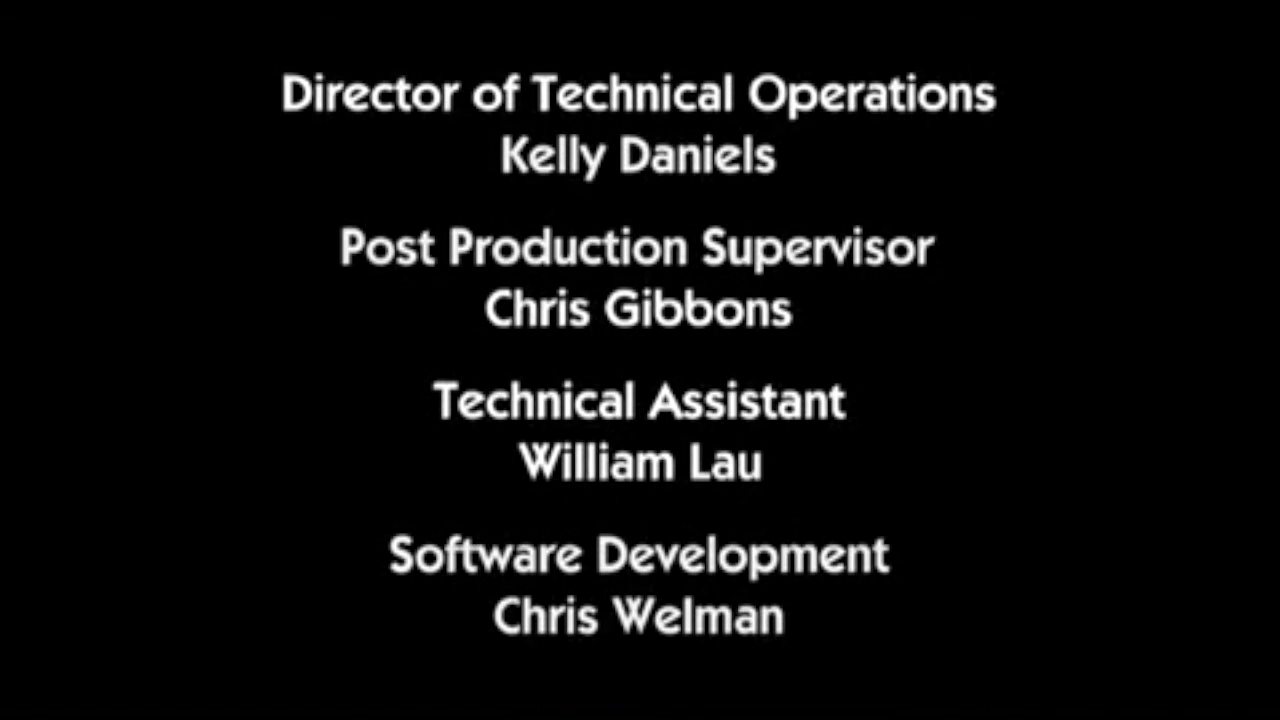 Director of Technical Operations
Kelly Daniels
Post Production Supervisor
Chris Gibbons
Technical Assistant
William Lau
Software Development
Chris Welman